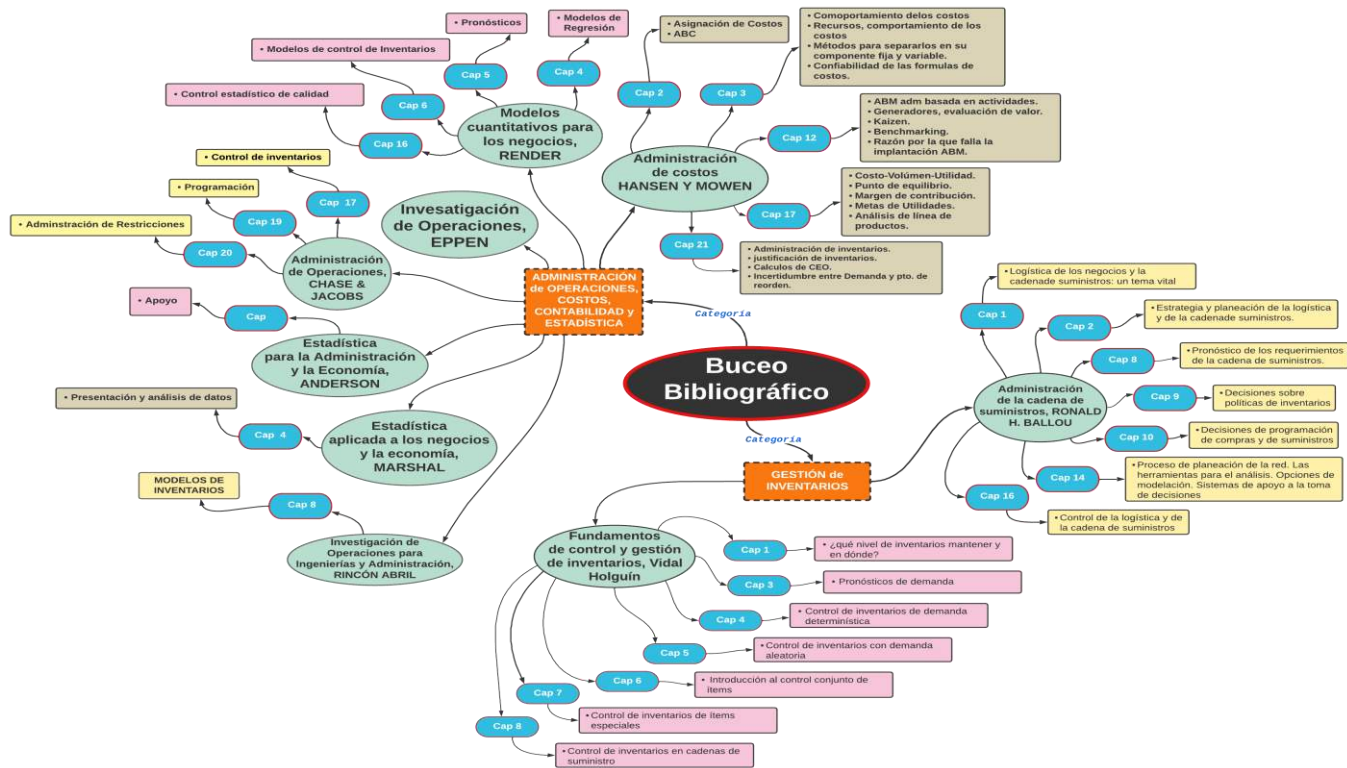 • Pronósticos
• Modelos de
Regresión
• Modelos de control de Inventarios
Cap 5
Cap 4
• Control estadístico de calidad
Cap 6
Cap 16
Modelos
cuantitativos para
los negocios,
RENDER
• Asignación de Costos
• ABC
• Comoportamiento delos costos
• Recursos, comportamiento de los
costos
• Métodos para separarlos en su
componente fija y variable.
• Confiabilidad de las formulas de
costos.
Cap 2
Cap 3
• ABM adm basada en actividades.
• Generadores, evaluación de valor.
• Kaizen.
• Benchmarking.
• Razón por la que falla la
implantación ABM.
Cap 12
Administración
de costos
HANSEN Y MOWEN
• Costo-Volúmen-Utilidad.
• Punto de equilibrio.
• Margen de contribución.
• Metas de Utilidades.
• Análisis de línea de
productos.
Cap 17
Cap 21
• Administración de inventarios.
• justificación de inventarios.
• Calculos de CEO.
• Incertidumbre entre Demanda y pto. de
reorden.
• Control de inventarios
• Programación
Cap 17
• Adminstración de Restricciones
Cap 19
Cap 20
Administración
de Operaciones,
CHASE &
JACOBS
Invesatigación
de Operaciones,
EPPEN
ADMINISTRACIÓN
de OPERACIONES,
COSTOS,
CONTABILIDAD y
ESTADÍSTICA
• Apoyo
Cap
Estadística
para la Administración
y la Economía,
ANDERSON
• Presentación y análisis de datos
Cap 4
Estadística
aplicada a los negocios
y la economía,
MARSHAL
MODELOS DE
INVENTARIOS
Cap 8
Investigación de
Operaciones para
Ingenierías y Administración,
RINCÓN ABRIL
Categoría
Buceo
Bibliográfico
Categoría
GESTIÓN de
INVENTARIOS
• Logística de los negocios y la
cadenade suministros: un tema vital
Cap 1
Cap 2
• Estrategia y planeación de la logística
y de la cadenade suministros.
Cap 8
• Pronóstico de los requerimientos de
la cadena de suministros.
Administración
de la cadena de
suministros, RONALD
H. BALLOU
Cap 9
• Decisiones sobre
políticas de inventarios
Cap 10
• Decisiones de programación
de compras y de suministros
Cap 14
• Proceso de planeación de la red. Las
herramientas para el análisis. Opciones de
modelación. Sistemas de apoyo a la toma
de decisiones
Cap 16
• Control de la logística y de
la cadena de suministros
Fundamentos
de control y gestión
de inventarios, Vidal
Holguín
Cap 1
• ¿qué nivel de inventarios mantener y
en dónde?
Cap 3
• Pronósticos de demanda
Cap 4
• Control de inventarios de demanda
determinística
Cap 5
• Control de inventarios con demanda
aleatoria
Cap 6
• Introducción al control conjunto de
ítems
Cap 7
• Control de inventarios de ítems
especiales
Cap 8
• Control de inventarios en cadenas de
suministro